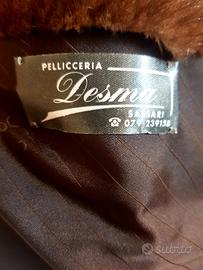 PELLICCERIA
Desma
SASSARI
☎ 079-239158
subito